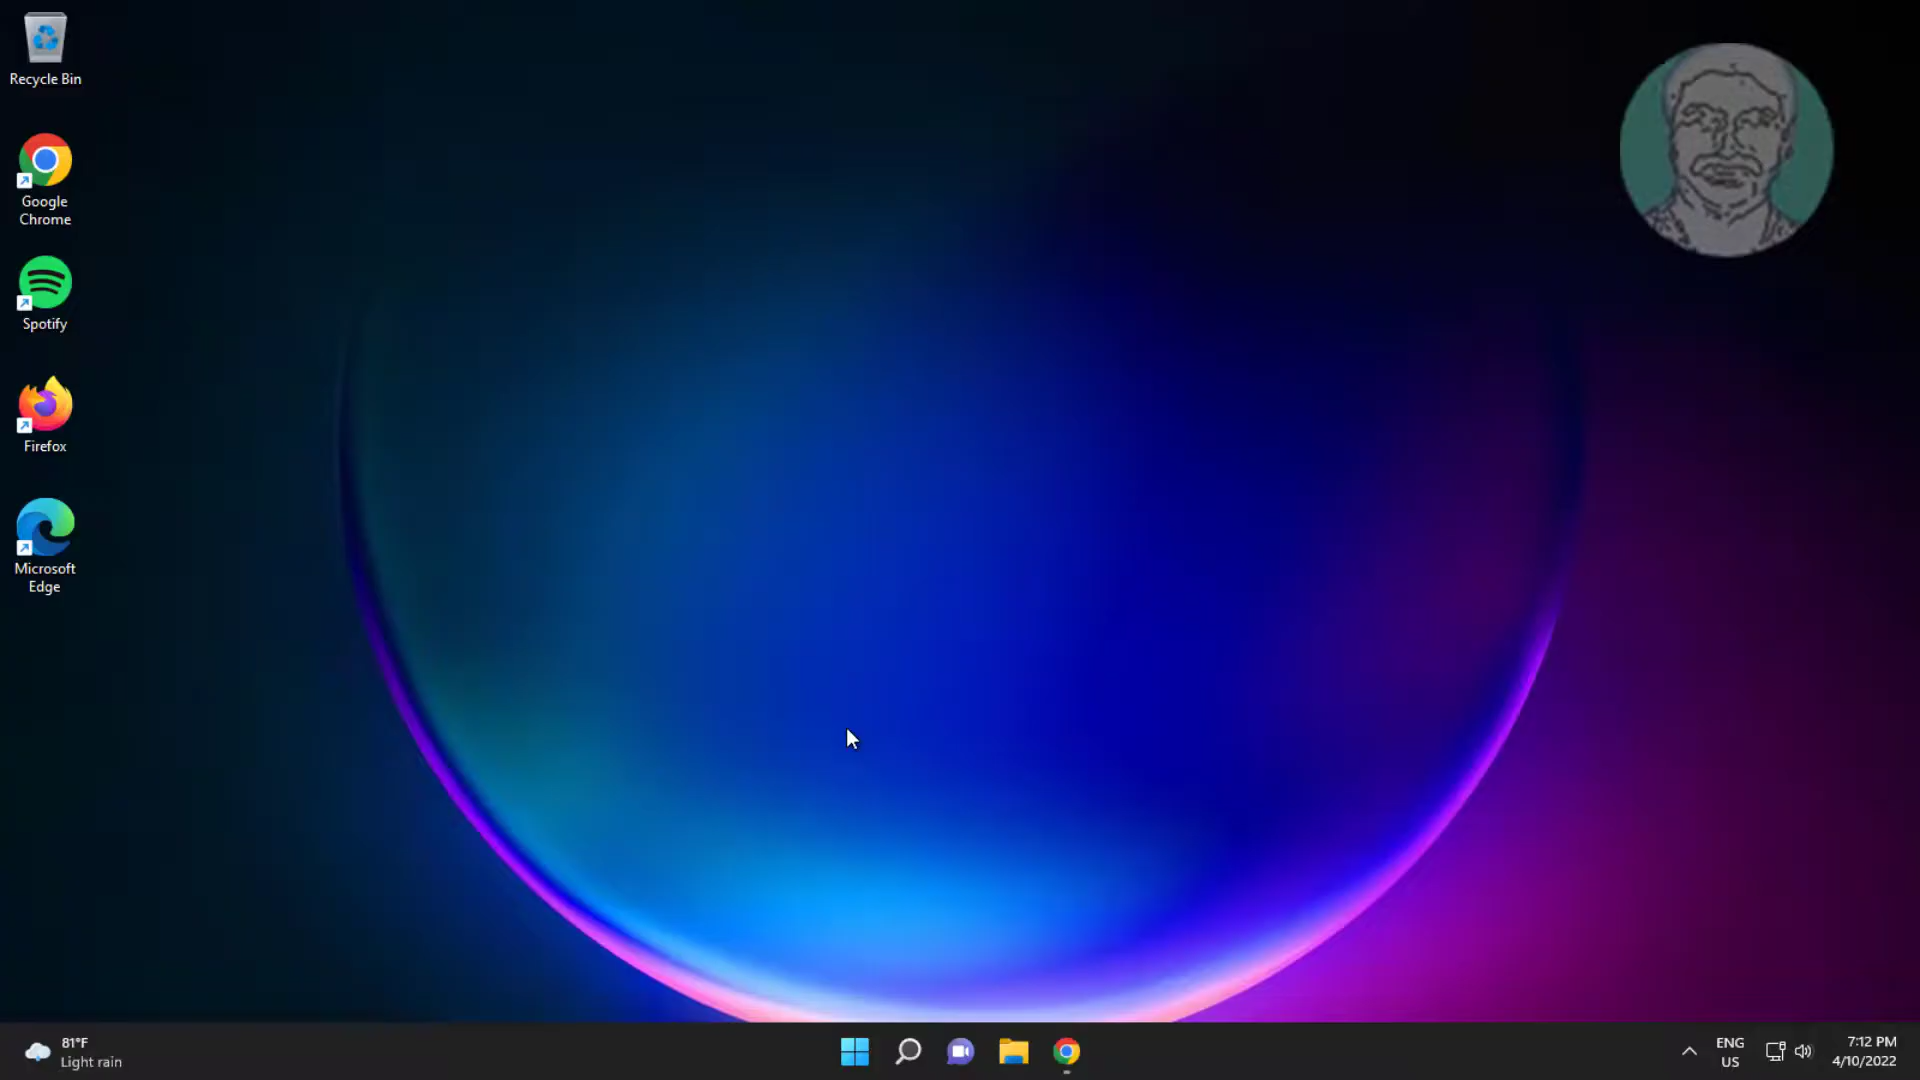 Recycle Bin
Google
Chrome
Spotify
Firefox
Microsoft
Edge
81°F
Light rain
ENG
US
7:12 PM
4/10/2022